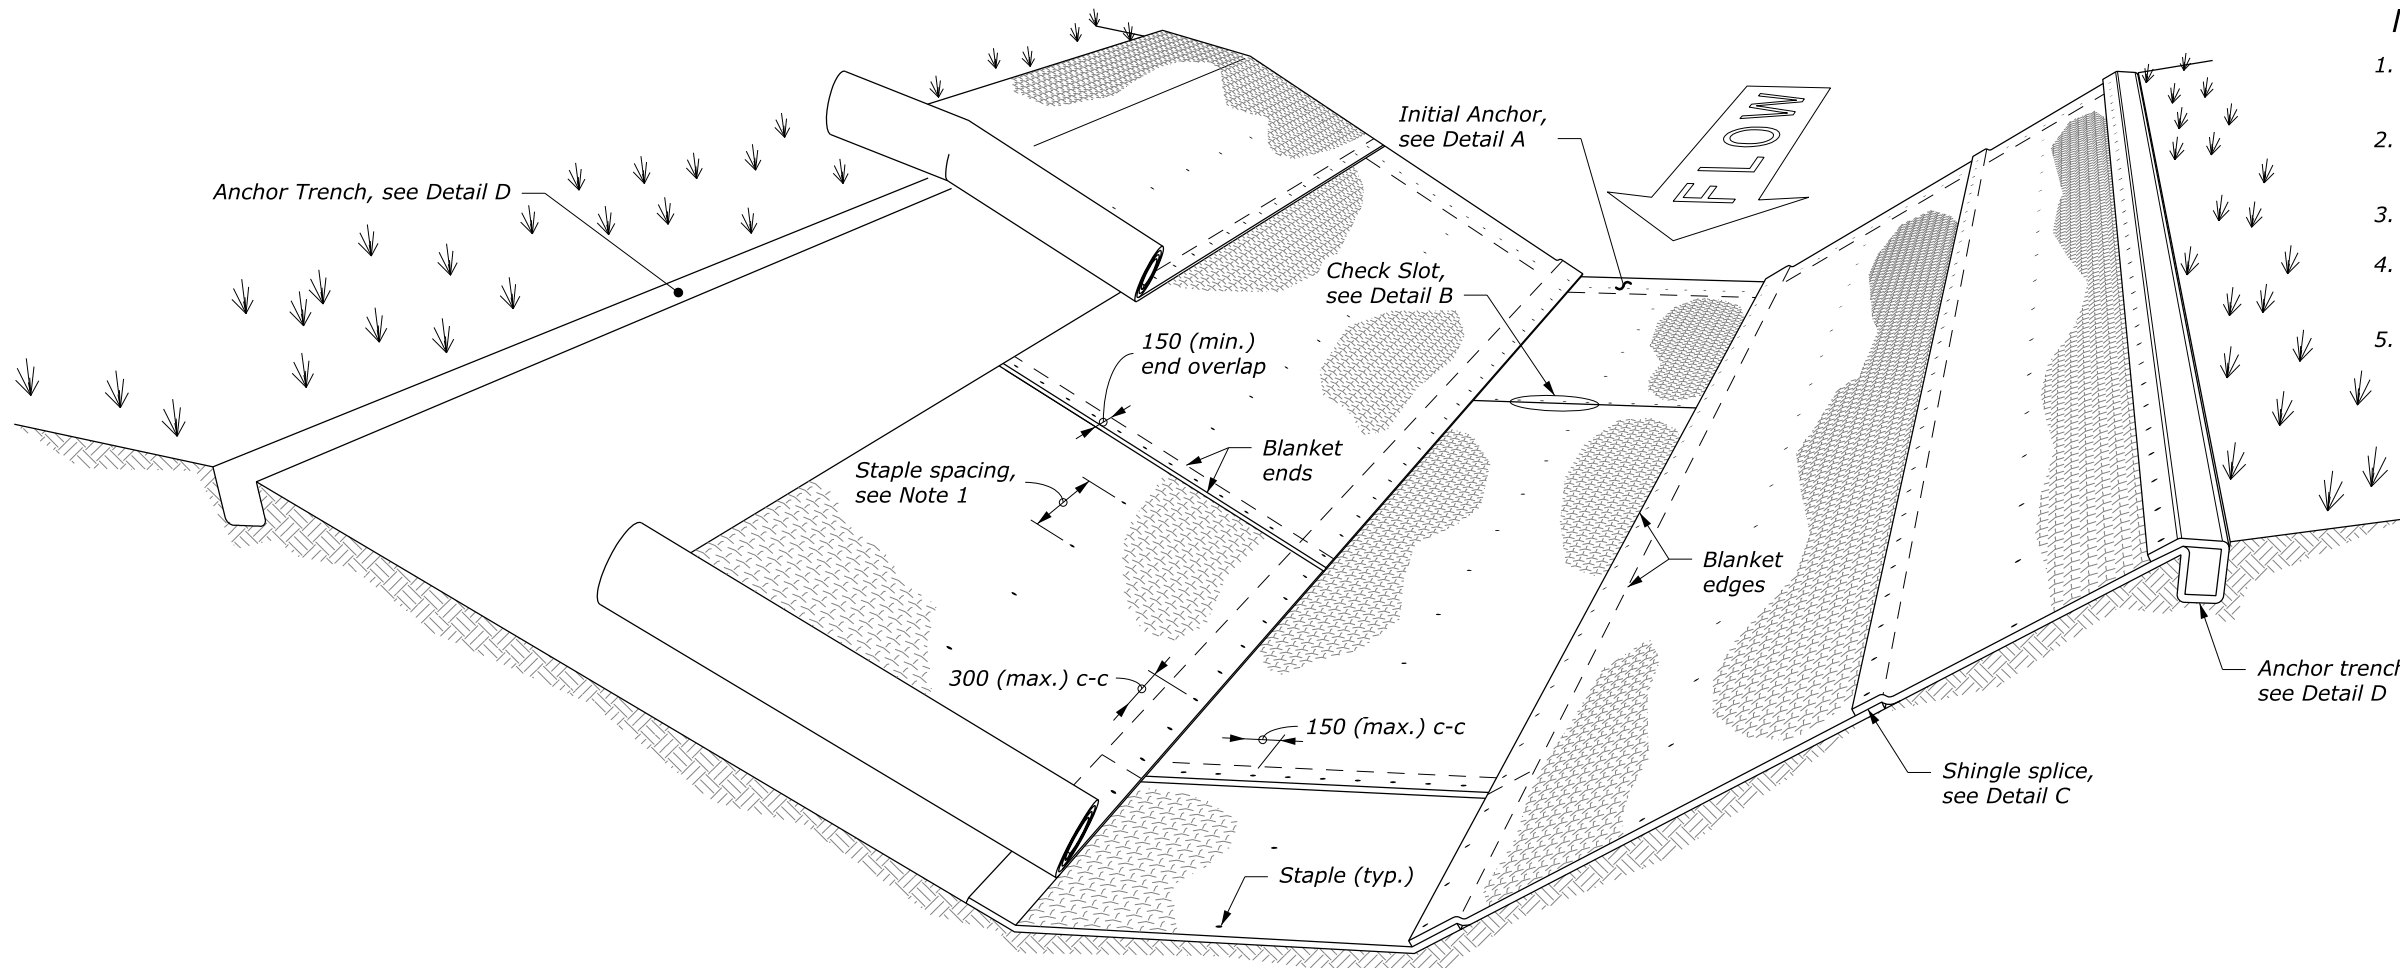 1.
2.
3.
4.
5.
FLOW
Initial Anchor,
see Detail A
Anchor Trench, see Detail D
Check Slot,
see Detail B
150 (min.)
end overlap
Blanket
ends
Staple spacing,
see Note 1
Blanket
edges
300 (max.) c-c
150 (max.) c-c
Anchor trench
see Detail D
Shingle splice,
see Detail C
Staple (typ.)